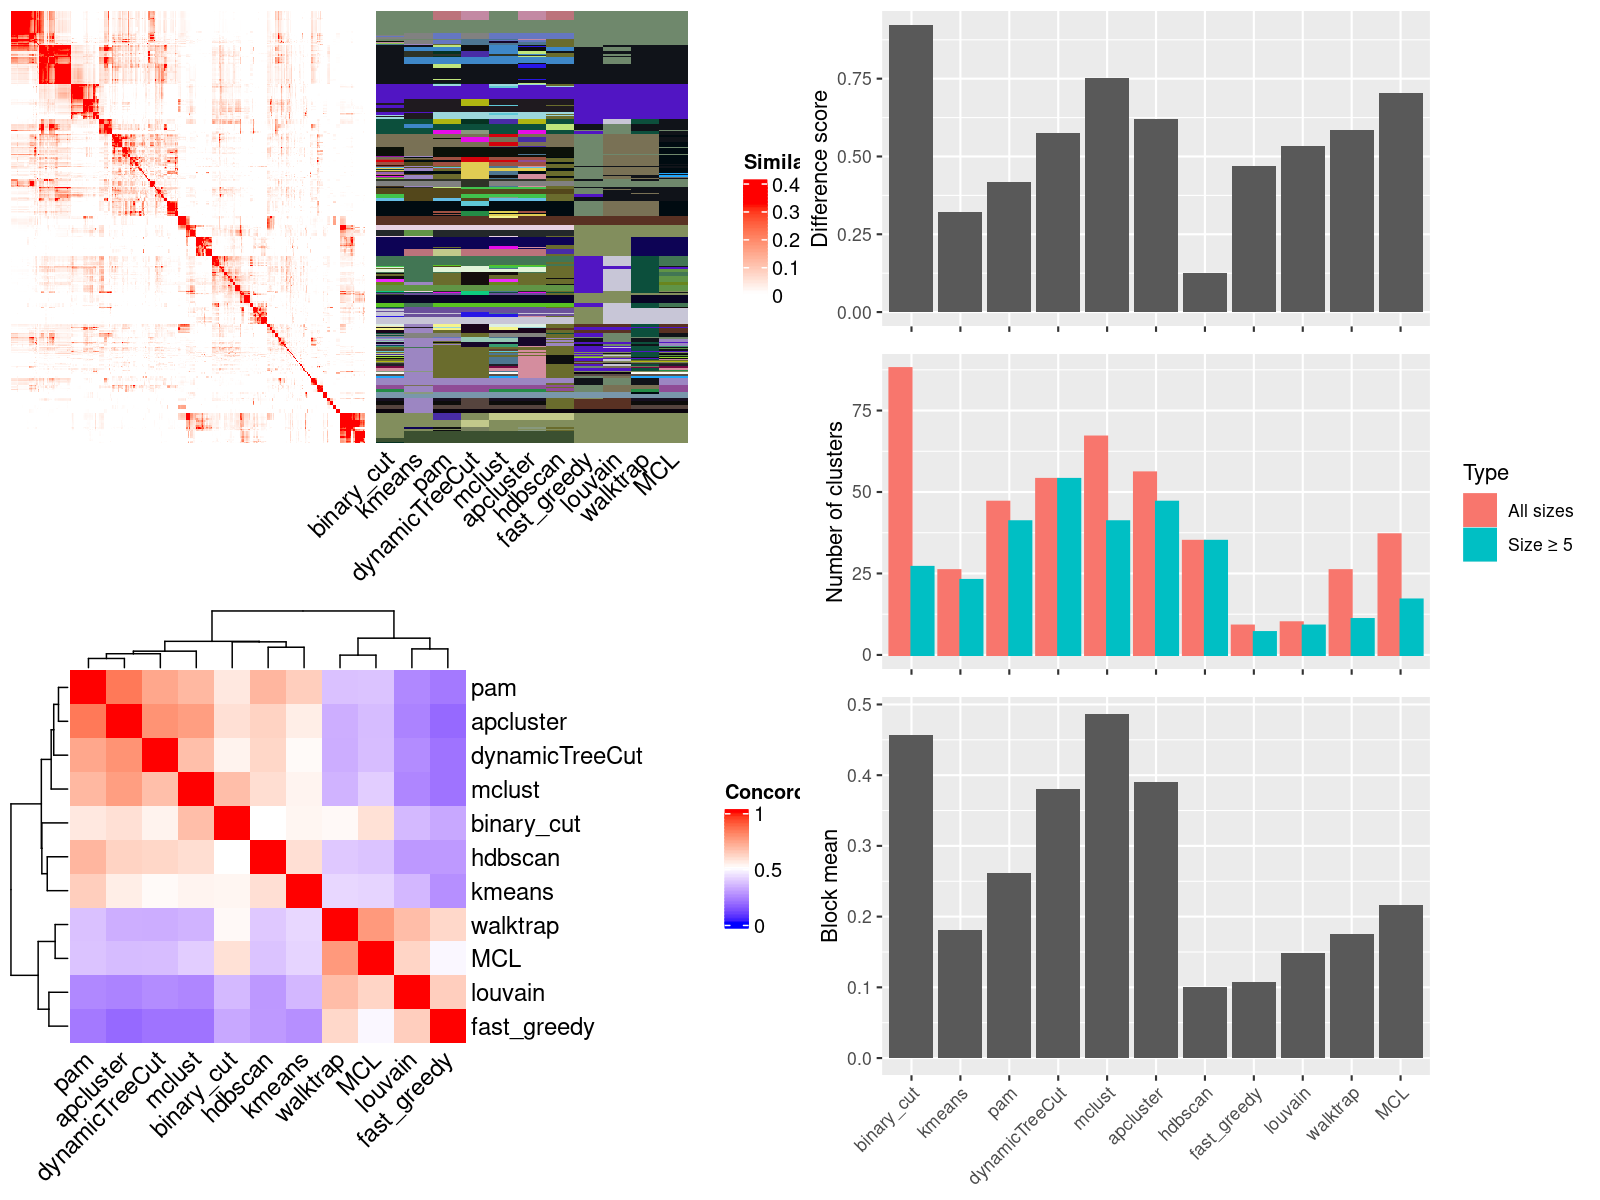 Simila
0.4
0.3
0.2
0.1
0
binary_cut
kmeans
pam
dynamicTreeCut
mclust
apcluster
hdbscan
fast_greedy
louvain
walktrap
MCL
pam
apcluster
dynamicTreeCut
mclust
binary_cut
hdbscan
kmeans
walktrap
MCL
louvain
fast_greedy
pam
apcluster
dynamicTreeCut
mclust
binary_cut
hdbscan
kmeans
walktrap
MCL
louvain
fast_greedy
Concord
1
0.5
0
Difference score
0.75
0.50
0.25
0.00
Number of clusters
75
50
25
0
Type
All sizes
Size ≥ 5
Block mean
0.5
0.4
0.3
0.2
0.1
0.0
binary_cut
kmeans
pam
dynamicTreeCut
mclust
apcluster
hdbscan
fast_greedy
louvain
walktrap
MCL